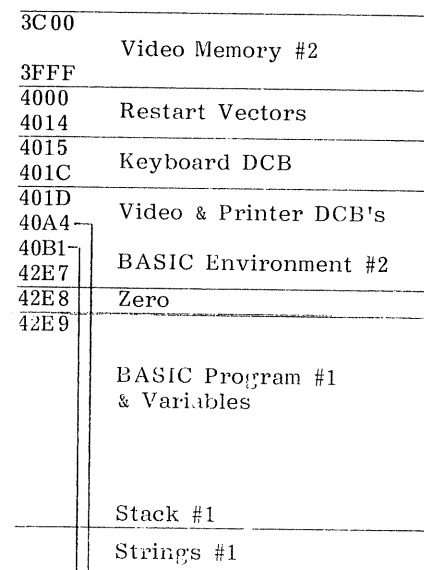 3C00
Video Memory #2
3FFF
4000
Restart Vectors
4014
4015
Keyboard DCB
401C
401D
Video & Printer DCB's
40A4
40B1
BASIC Environment #2
42E7
42E8 Zero
42E9
BASIC Program #1
& Variables
Stack #1
Strings #1